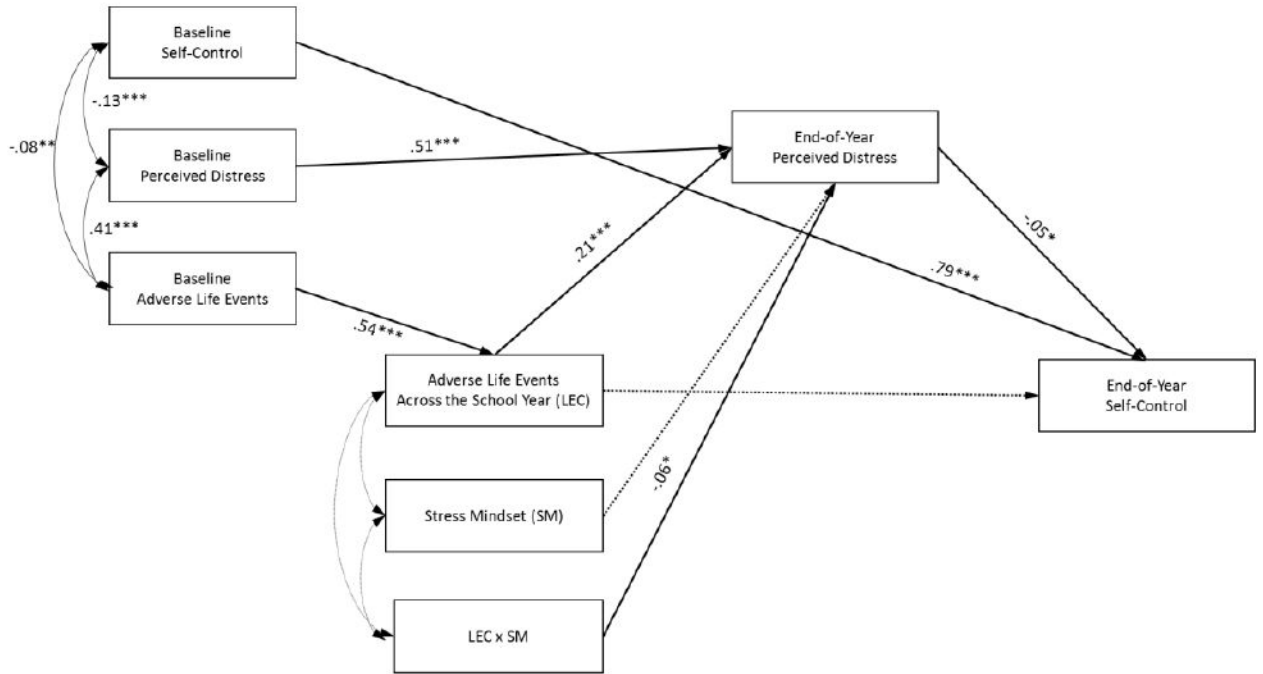 Baseline
Self-Control
-.13***
-.08**
Baseline
Perceived Distress
.51***
End-of-Year
Perceived Distress
.41***
Baseline
Adverse Life Events
.54***
.21***
-.05*
.79***
Adverse Life Events
Across the School Year (LEC)
End-of-Year
Self-Control
-.06*
Stress Mindset (SM)
LEC x SM